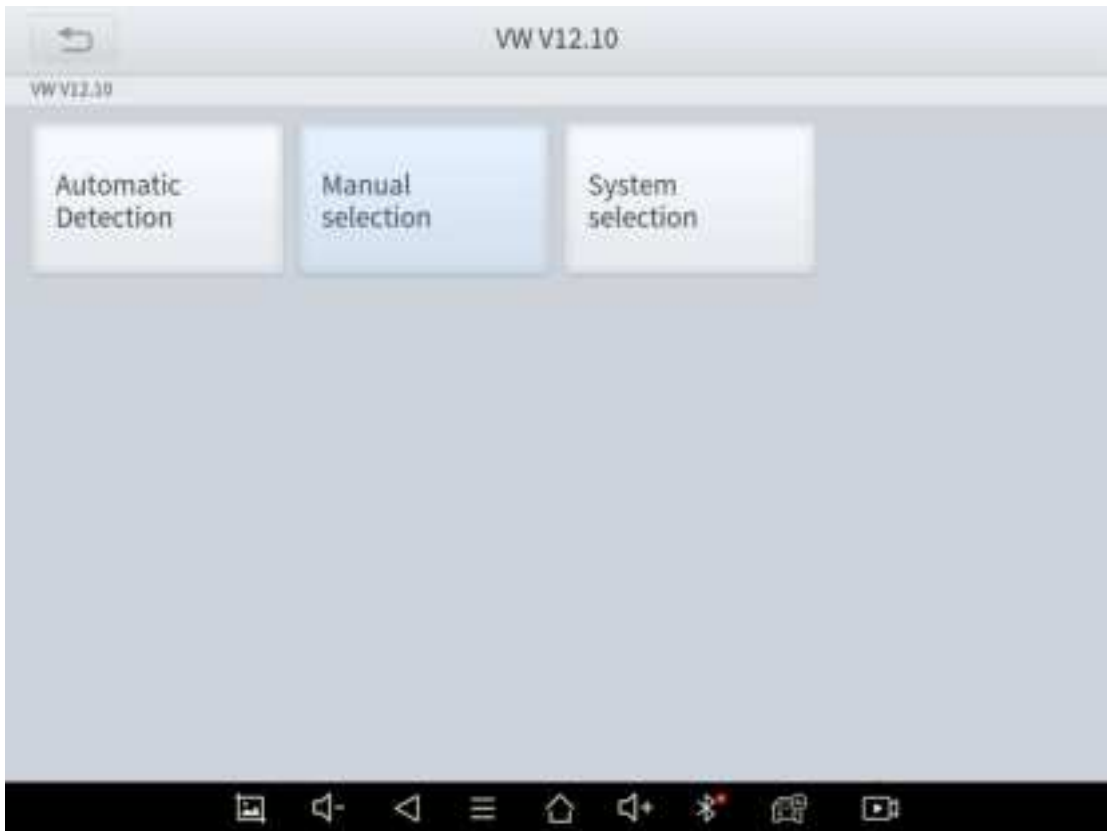 VW V12.10
VW V12.10
Automatic
Detection
Manual
selection
System
selection